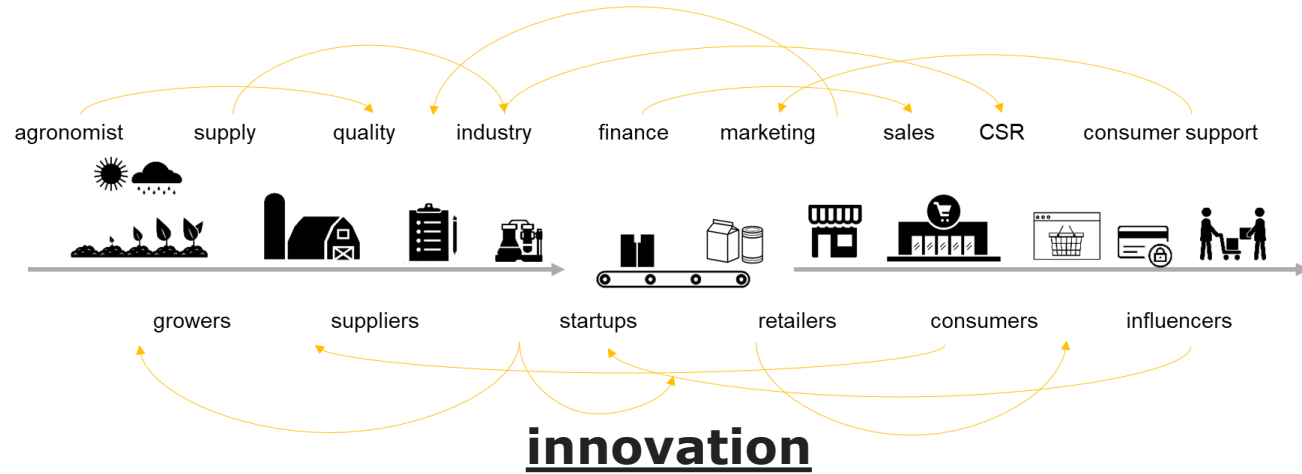 agronomist supply quality industry finance marketing sales CSR consumer support
growers suppliers startups retailers consumers influencers
innovation